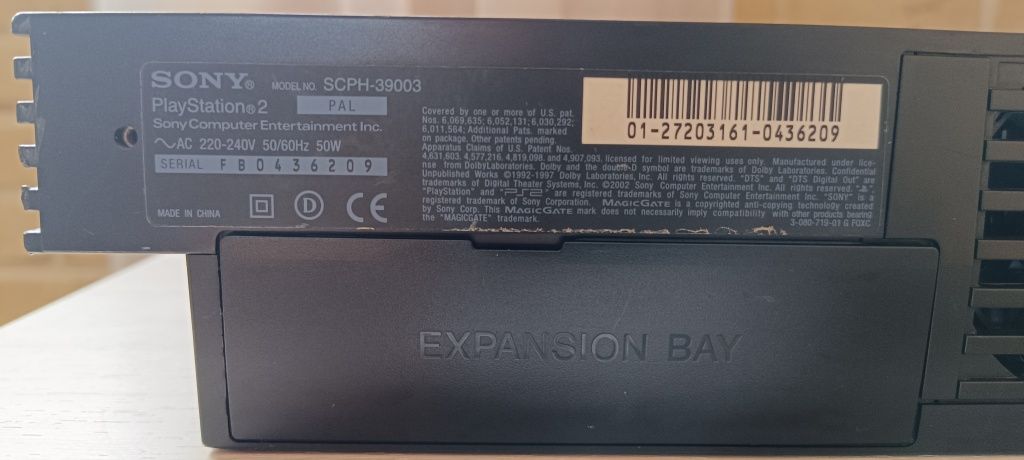 SONY® MODEL NO. SCPH-39003
PlayStation®2 PAL
Sony Computer Entertainment Inc.
～AC 220-240V 50/60Hz 50W
SERIAL FB0436209
MADE IN CHINA D CE
Covered by one or more of U.S. pat.
Nos. 6,069,635; 6,052,131; 6,030,292;
6,011,564; Additional Pats. marked
on package. Other patents pending.
Apparatus Claims of U.S. Patent Nos.
4,631,603, 4,577,216, 4,819,098 and 4,907,093, licensed for limited viewing uses only. Manufactured under lice-
nse from DolbyLaboratories. Dolby and the double-D symbol are trademarks of Dolby Laboratories. Confidential
Unpublished Works ©1992-1997 Dolby Laboratories, Inc. All rights reserved. "DTS" and "DTS Digital Out" are
trademarks of Digital Theater Systems, Inc. ©2002 Sony Computer Entertainment Inc. All rights reserved.
"PlayStation" and "PS2" are registered trademarks of Sony Computer Entertainment Inc. "SONY" is a
registered trademark of Sony Corporation. MAGICGATE is a copyrighted anti-copying technology created
by Sony Corp. This MAGICGATE mark does not necessarily imply compatibility with other products bearing
the "MAGICGATE" trademark.
3-080-719-01 G FOXC
01-27203161-0436209
EXPANSION BAY